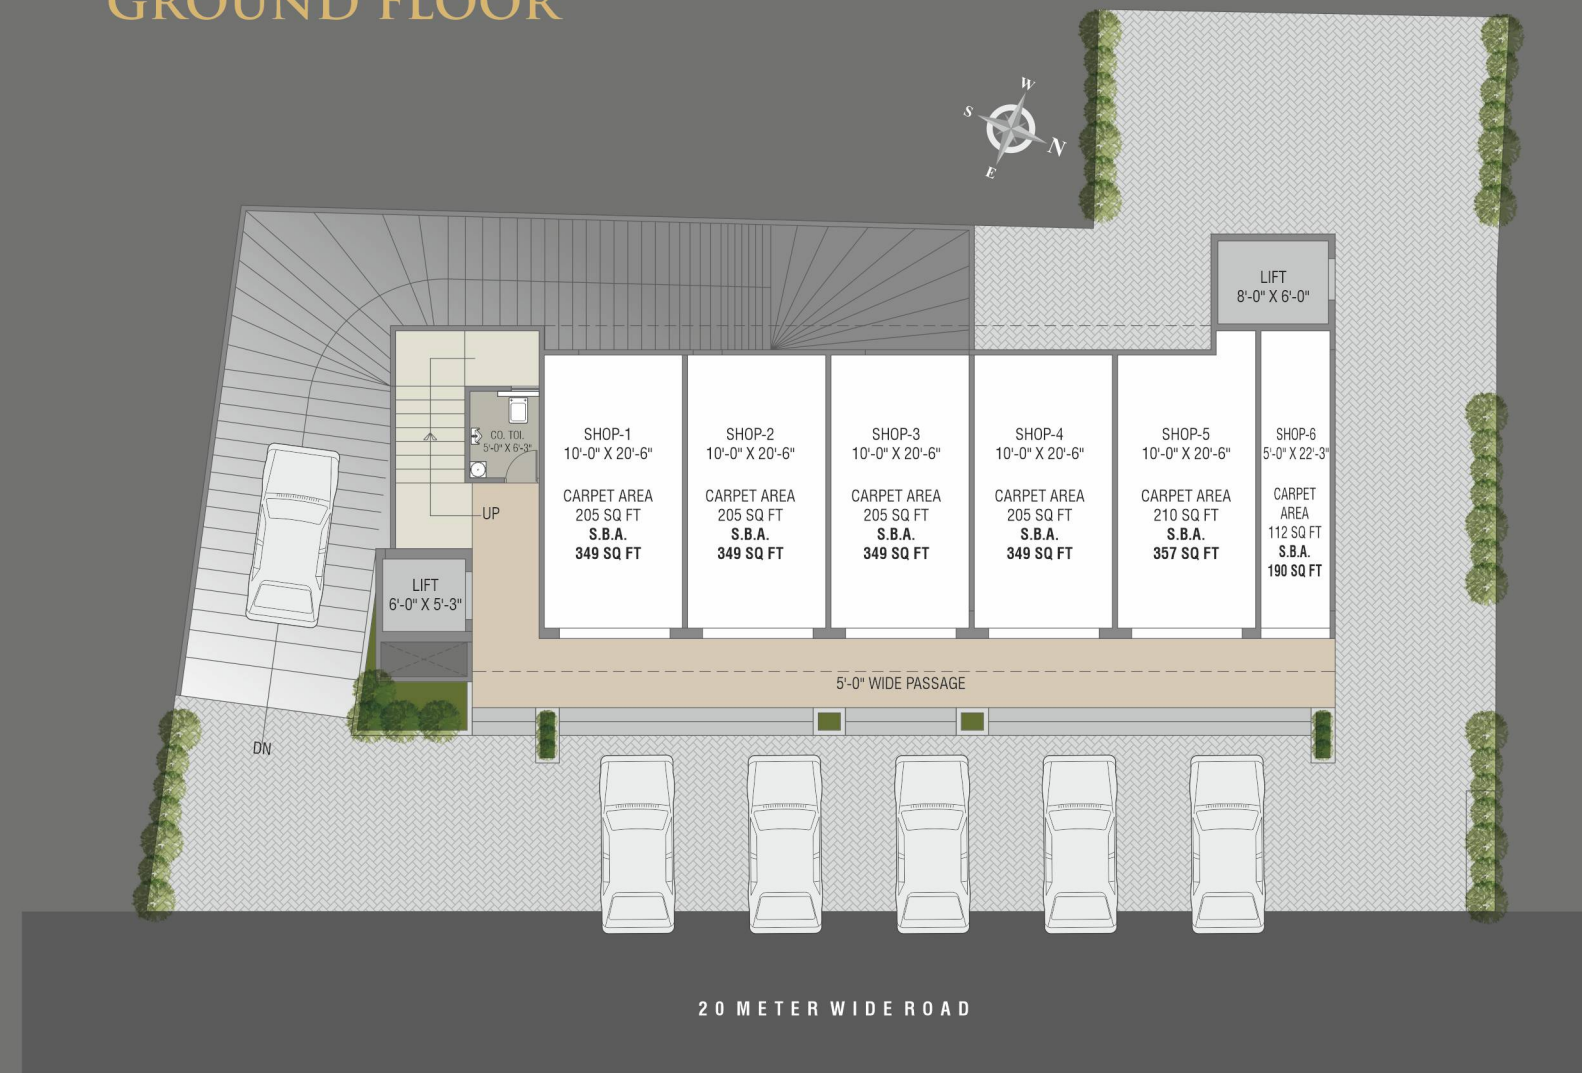 GROUND FLOOR
W
S
N
E
LIFT
8'-0" X 6'-0"
SHOP-1
10'-0" X 20'-6"
CARPET AREA
205 SQ FT
S.B.A.
349 SQ FT
SHOP-2
10'-0" X 20'-6"
CARPET AREA
205 SQ FT
S.B.A.
349 SQ FT
SHOP-3
10'-0" X 20'-6"
CARPET AREA
205 SQ FT
S.B.A.
349 SQ FT
SHOP-4
10'-0" X 20'-6"
CARPET AREA
205 SQ FT
S.B.A.
349 SQ FT
SHOP-5
10'-0" X 20'-6"
CARPET AREA
210 SQ FT
S.B.A.
357 SQ FT
SHOP-6
5'-0" X 22'-3"
CARPET
AREA
112 SQ FT
S.B.A.
190 SQ FT
CO. TOI.
5'-0" X 6'-3"
UP
LIFT
6'-0" X 5'-3"
5'-0" WIDE PASSAGE
DN
20 METER WIDE ROAD